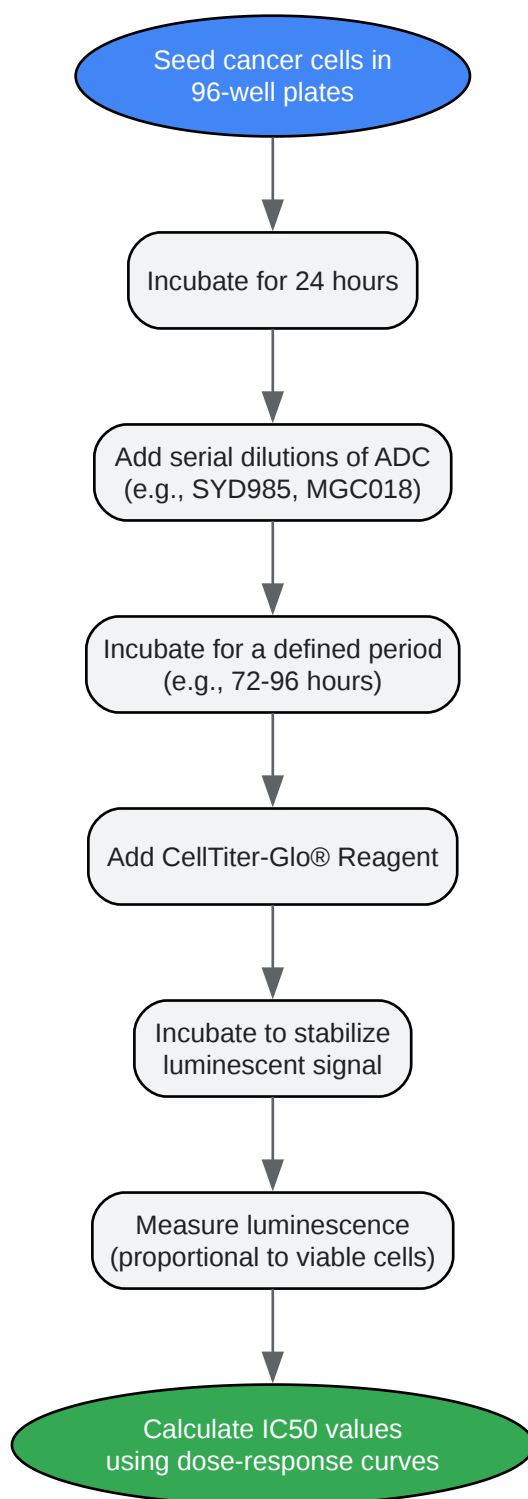 Seed cancer cells in
96-well plates
Incubate for 24 hours
Add serial dilutions of ADC
(e.g., SYD985, MGC018)
Incubate for a defined period
(e.g., 72-96 hours)
Add CellTiter-Glo® Reagent
Incubate to stabilize
luminescent signal
Measure luminescence
(proportional to viable cells)
Calculate IC50 values
using dose-response curves